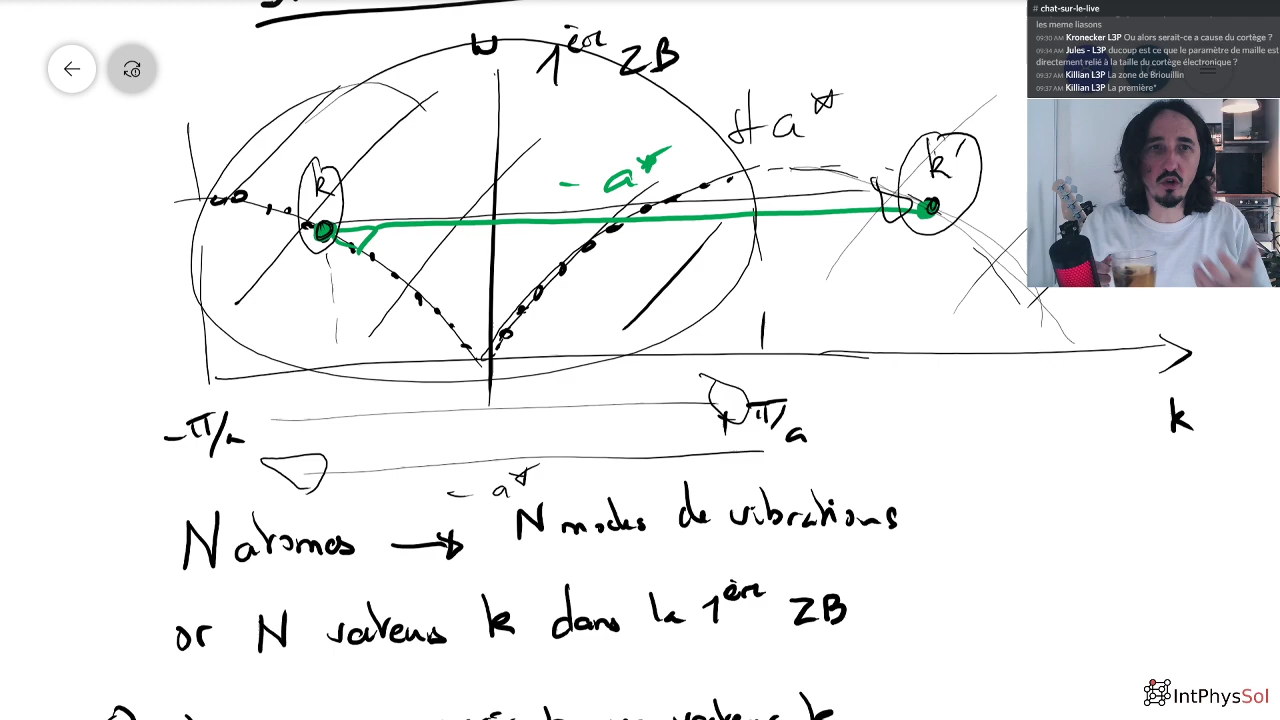 # chat-sur-le-live
les meme liasons
09:30 AM Kronecker L3P Ou alors serait-ce a cause du cortège ?
09:34 AM Jules - L3P ducoup est ce que le paramètre de maille est
directement relié à la taille du cortège électronique ?
09:37 AM Killian L3P La zone de Briouillin
09:37 AM Killian L3P La première*
1ère ZB
+ a*
- a*
k
k'
-π/a
π/a
k
- a*
N atomes → N modes de vibrations
or N valeurs k dans la 1ère ZB
IntPhysSol